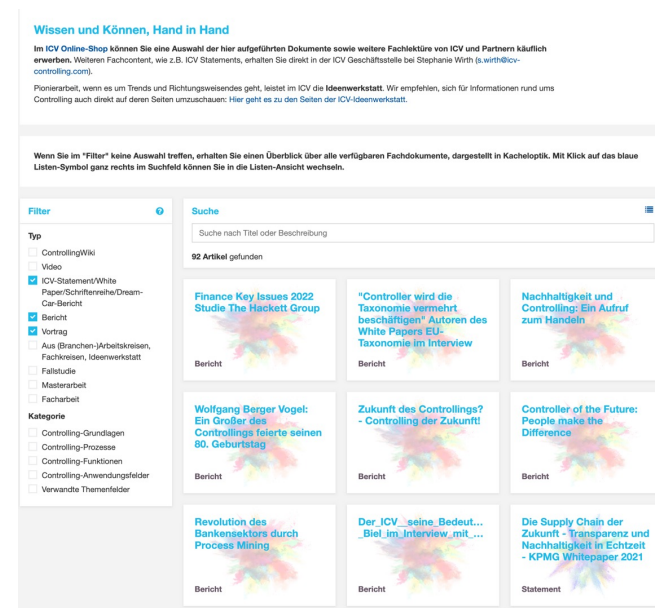 Wissen und Können, Hand in Hand
Im ICV Online-Shop können Sie eine Auswahl der hier aufgeführten Dokumente sowie weitere Fachlektüre von ICV und Partnern käuflich
erwerben. Weiteren Fachcontent, wie z.B. ICV Statements, erhalten Sie direkt in der ICV Geschäftsstelle bei Stephanie Wirth (s.wirth@icv-
controlling.com).
Pionierarbeit, wenn es um Trends und Richtungsweisendes geht, leistet im ICV die Ideenwerkstatt. Wir empfehlen, sich für Informationen rund ums
Controlling auch direkt auf deren Seiten umzuschauen: Hier geht es zu den Seiten der ICV-Ideenwerkstatt.
Wenn Sie im "Filter" keine Auswahl treffen, erhalten Sie einen Überblick über alle verfügbaren Fachdokumente, dargestellt in Kacheloptik. Mit Klick auf das blaue
Listen-Symbol ganz rechts im Suchfeld können Sie in die Listen-Ansicht wechseln.
Filter
Typ
ControllingWiki
Video
ICV-Statement/White
Paper/Schriftenreihe/Dream-
Car-Bericht
Bericht
Vortrag
Aus (Branchen-)Arbeitskreisen,
Fachkreisen, Ideenwerkstatt
Fallstudie
Masterarbeit
Facharbeit
Kategorie
Controlling-Grundlagen
Controlling-Prozesse
Controlling-Funktionen
Controlling-Anwendungsfelder
Verwandte Themenfelder
Suche
Suche nach Titel oder Beschreibung
92 Artikel gefunden
Finance Key Issues 2022
Studie The Hackett Group
Bericht
"Controller wird die
Taxonomie vermehrt
beschäftigen" Autoren des
White Papers EU-
Taxonomie im Interview
Bericht
Nachhaltigkeit und
Controlling: Ein Aufruf
zum Handeln
Bericht
Wolfgang Berger Vogel:
Ein Großer des
Controllings feierte seinen
80. Geburtstag
Bericht
Zukunft des Controllings?
- Controlling der Zukunft!
Bericht
Controller of the Future:
People make the
Difference
Bericht
Revolution des
Bankensektors durch
Process Mining
Bericht
Der_ICV__seine_Bedeut...
_Biel_im_Interview_mit_...
Bericht
Die Supply Chain der
Zukunft - Transparenz und
Nachhaltigkeit in Echtzeit
- KPMG Whitepaper 2021
Statement